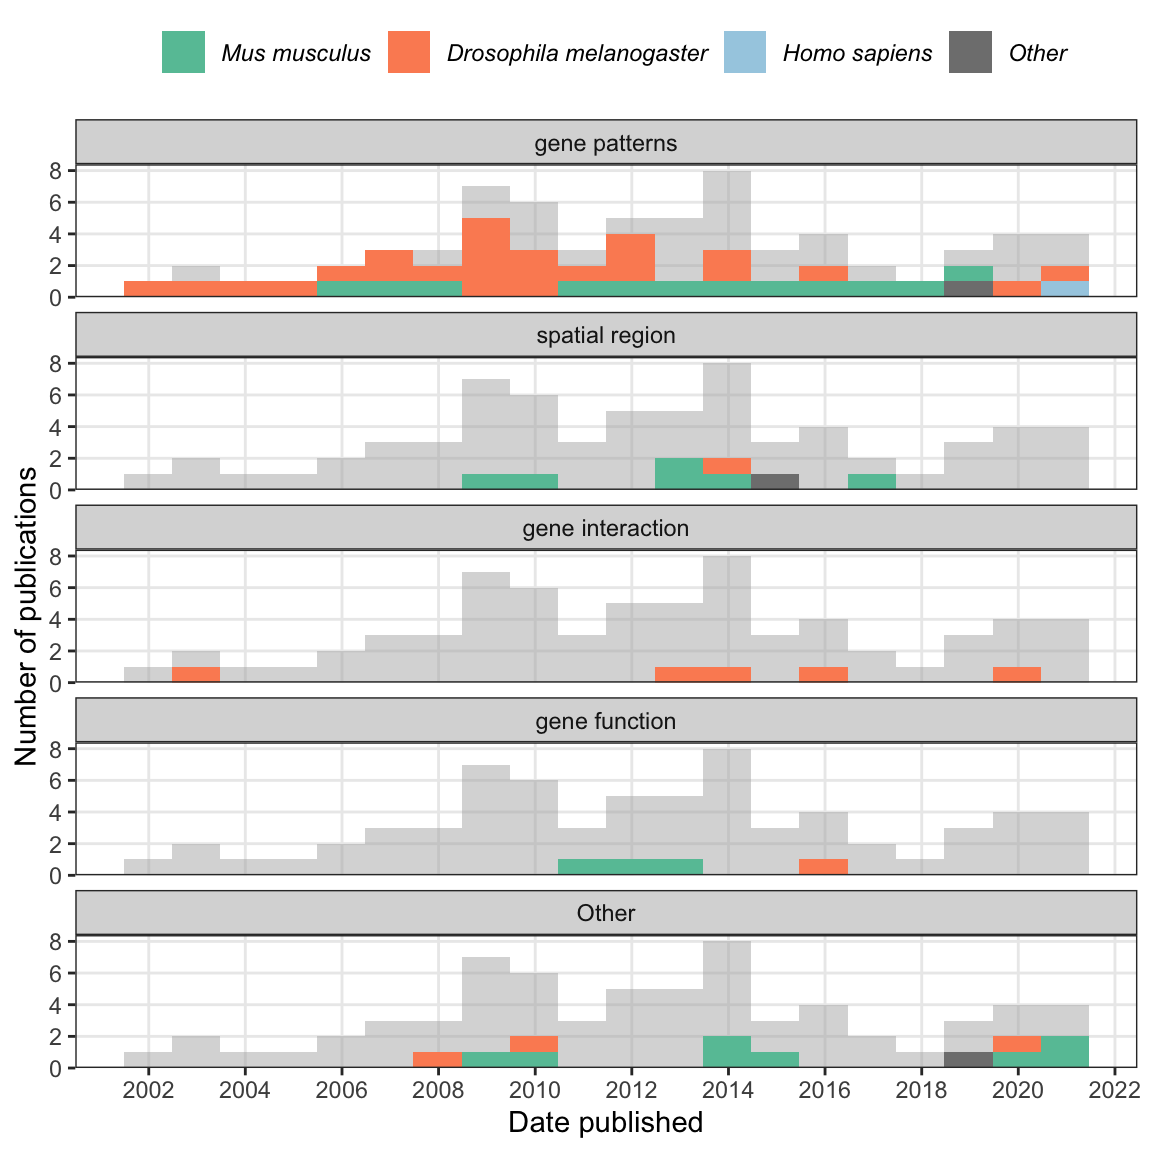 Mus musculus Drosophila melanogaster Homo sapiens Other
gene patterns
8
6
4
2
0
spatial region
8
6
4
2
0
gene interaction
8
6
4
2
0
gene function
8
6
4
2
0
Other
8
6
4
2
0
Number of publications
2002 2004 2006 2008 2010 2012 2014 2016 2018 2020 2022
Date published